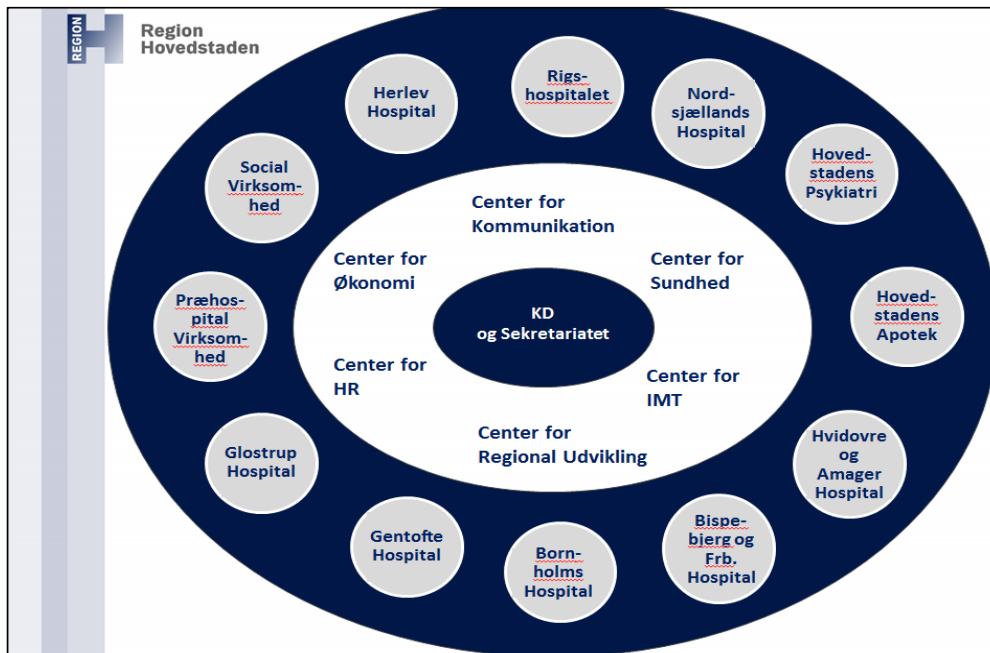 REGION
Region
Hovedstaden
Rigs-
hospitalet
Herlev
Hospital
Nord-
sjællands
Hospital
Hoved-
stadens
Psykiatri
Social
Virksom-
hed
Center for
Kommunikation
Center for
Økonomi
Center for
Sundhed
Præhos-
pital
Virksom-
hed
KD
og Sekretariatet
Hoved-
stadens
Apotek
Center for
HR
Center for
IMT
Center for
Regional Udvikling
Glostrup
Hospital
Hvidovre
og
Amager
Hospital
Gentofte
Hospital
Born-
holms
Hospital
Bispe-
bjerg og
Frb.
Hospital